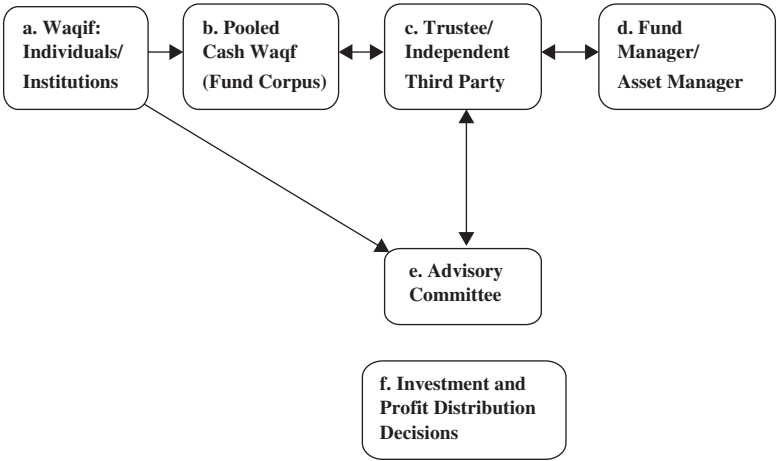 a. Waqif:
Individuals/
Institutions
b. Pooled
Cash Waqf
(Fund Corpus)
c. Trustee/
Independent
Third Party
d. Fund
Manager/
Asset Manager
e. Advisory
Committee
f. Investment and
Profit Distribution
Decisions